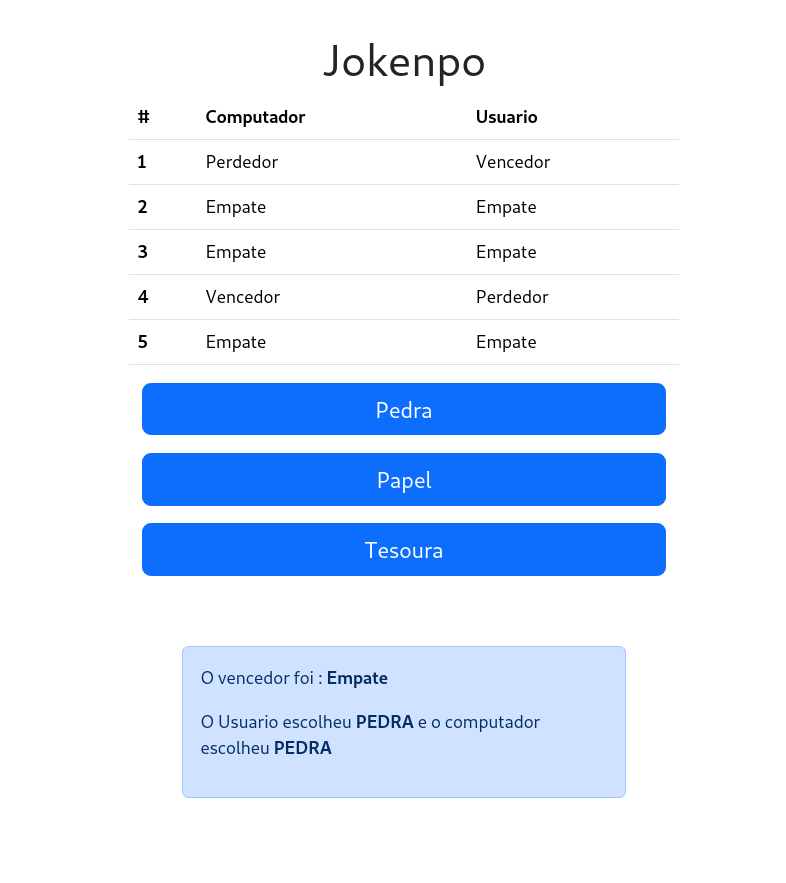 Jokenpo
# Computador Usuario
1 Perdedor Vencedor
2 Empate Empate
3 Empate Empate
4 Vencedor Perdedor
5 Empate Empate
Pedra
Papel
Tesoura
O vencedor foi : Empate
O Usuario escolheu PEDRA e o computador
escolheu PEDRA